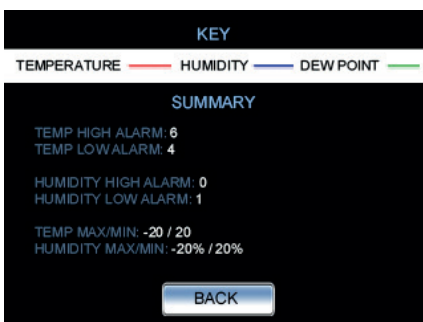 KEY
TEMPERATURE HUMIDITY DEW POINT
SUMMARY
TEMP HIGH ALARM: 6
TEMP LOW ALARM: 4
HUMIDITY HIGH ALARM: 0
HUMIDITY LOW ALARM: 1
TEMP MAX/MIN: -20 / 20
HUMIDITY MAX/MIN: -20% / 20%
BACK